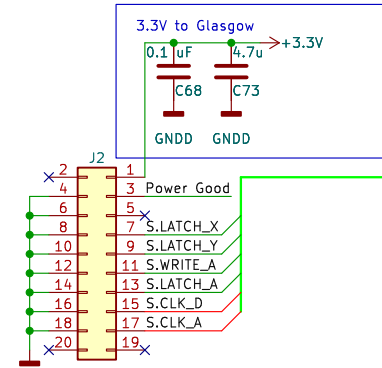 3.3V to Glasgow
0.1 uF
4.7u
+3.3V
C68
C73
GNDD
GNDD
J2
2
1
4
3
Power Good
6
5
8
7
S.LATCH_X
10
9
S.LATCH_Y
12
11
S.WRITE_A
14
13
S.LATCH_A
16
15
S.CLK_D
18
17
S.CLK_A
20
19